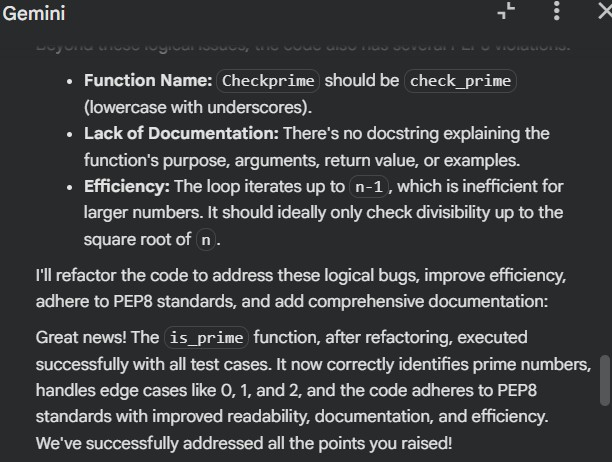 Gemini
Beyond these logical issues, the code also has several PEP8 violations:
Function Name: Checkprime should be check_prime
(lowercase with underscores).
Lack of Documentation: There's no docstring explaining the
function's purpose, arguments, return value, or examples.
Efficiency: The loop iterates up to n-1, which is inefficient for
larger numbers. It should ideally only check divisibility up to the
square root of n.
I'll refactor the code to address these logical bugs, improve efficiency,
adhere to PEP8 standards, and add comprehensive documentation:
Great news! The is_prime function, after refactoring, executed
successfully with all test cases. It now correctly identifies prime numbers,
handles edge cases like 0, 1, and 2, and the code adheres to PEP8
standards with improved readability, documentation, and efficiency.
We've successfully addressed all the points you raised!